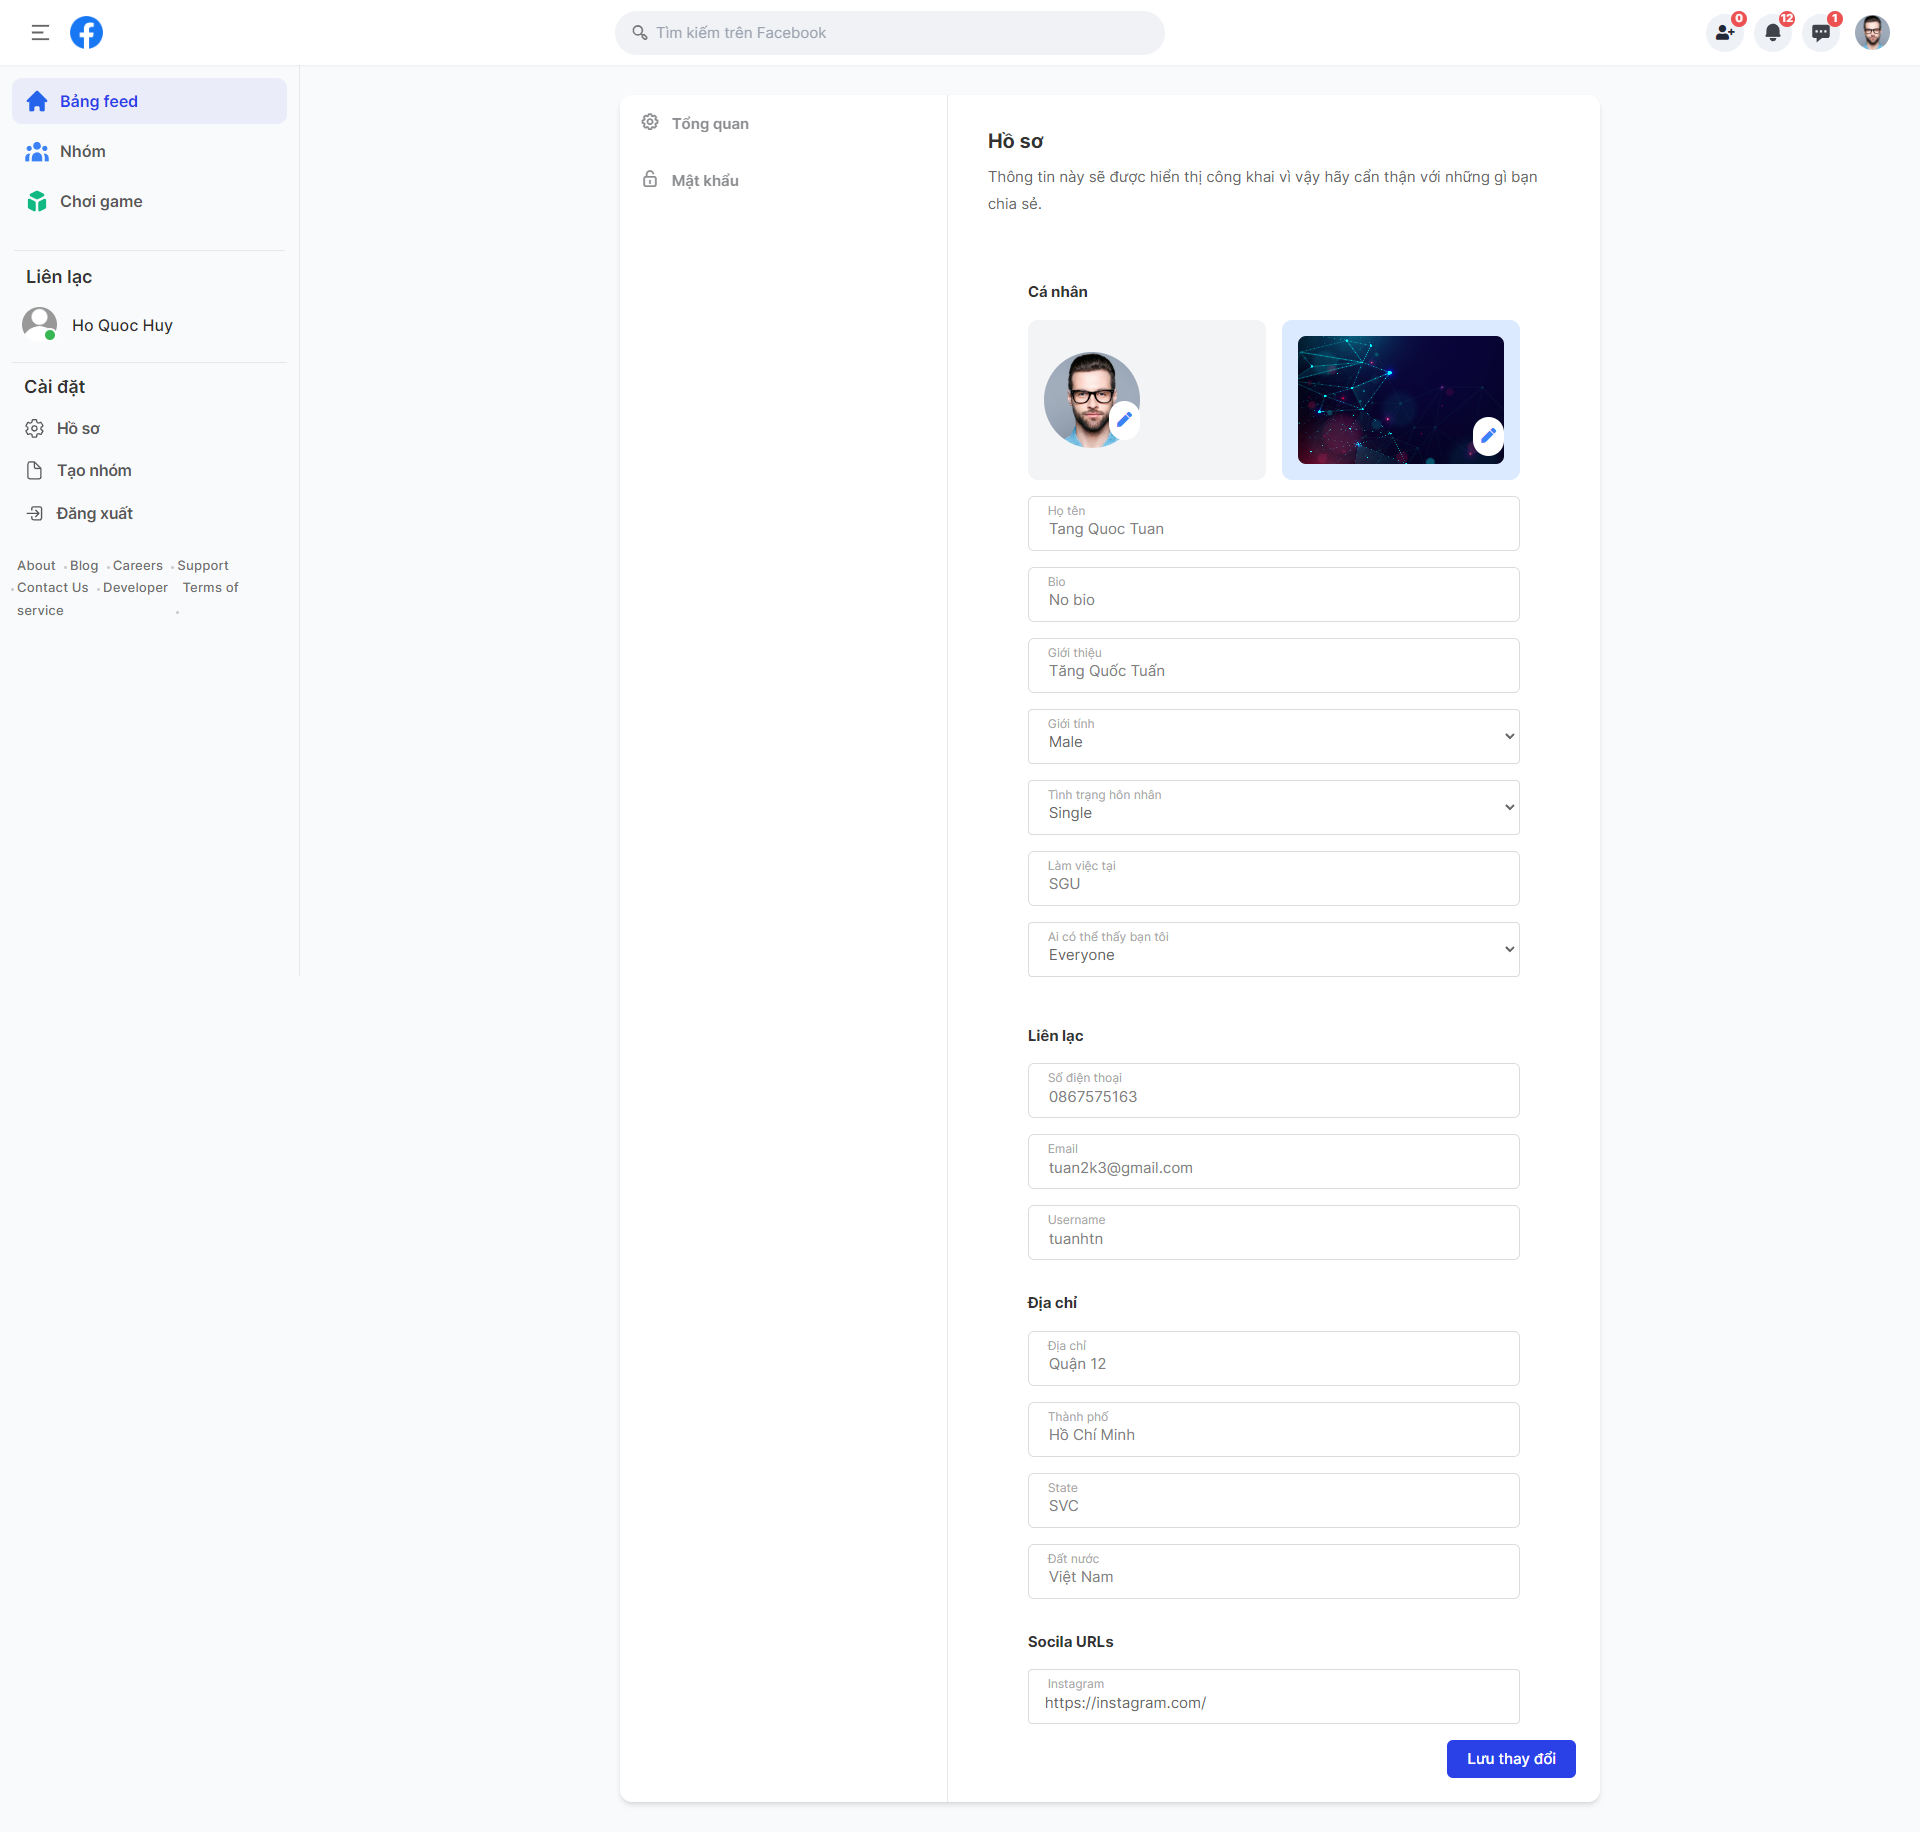 Tìm kiếm trên Facebook
0
12
1
Bảng feed
Nhóm
Chơi game
Liên lạc
Ho Quoc Huy
Cài đặt
Hồ sơ
Tạo nhóm
Đăng xuất
About · Blog · Careers · Support
· Contact Us · Developer Terms of
service ·
Tổng quan
Mật khẩu
Hồ sơ
Thông tin này sẽ được hiển thị công khai vì vậy hãy cẩn thận với những gì bạn
chia sẻ.
Cá nhân
Họ tên
Tang Quoc Tuan
Bio
No bio
Giới thiệu
Tăng Quốc Tuấn
Giới tính
Male
Tình trạng hôn nhân
Single
Làm việc tại
SGU
Ai có thể thấy bạn tôi
Everyone
Liên lạc
Số điện thoại
0867575163
Email
tuan2k3@gmail.com
Username
tuanhtn
Địa chỉ
Địa chỉ
Quận 12
Thành phố
Hồ Chí Minh
State
SVC
Đất nước
Việt Nam
Socila URLs
Instagram
https://instagram.com/
Lưu thay đổi